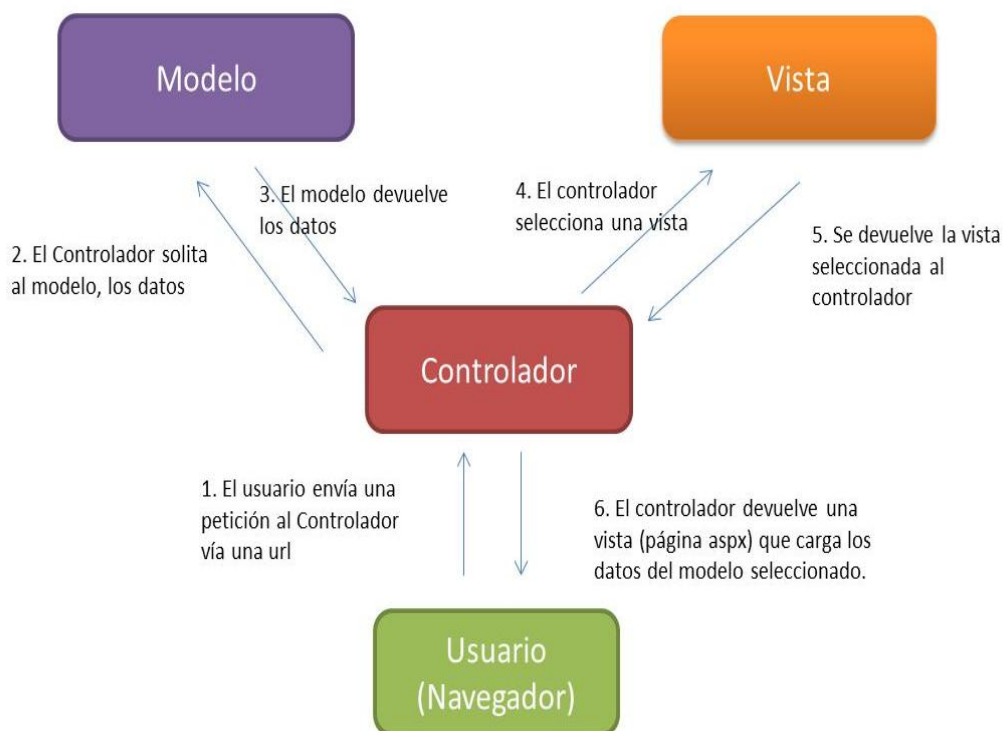 Modelo
Vista
3. El modelo devuelve
los datos
4. El controlador
selecciona una vista
2. El Controlador solita
al modelo, los datos
5. Se devuelve la vista
seleccionada al
controlador
Controlador
1. El usuario envía una
petición al Controlador
vía una url
6. El controlador devuelve una
vista (página aspx) que carga los
datos del modelo seleccionado.
Usuario
(Navegador)